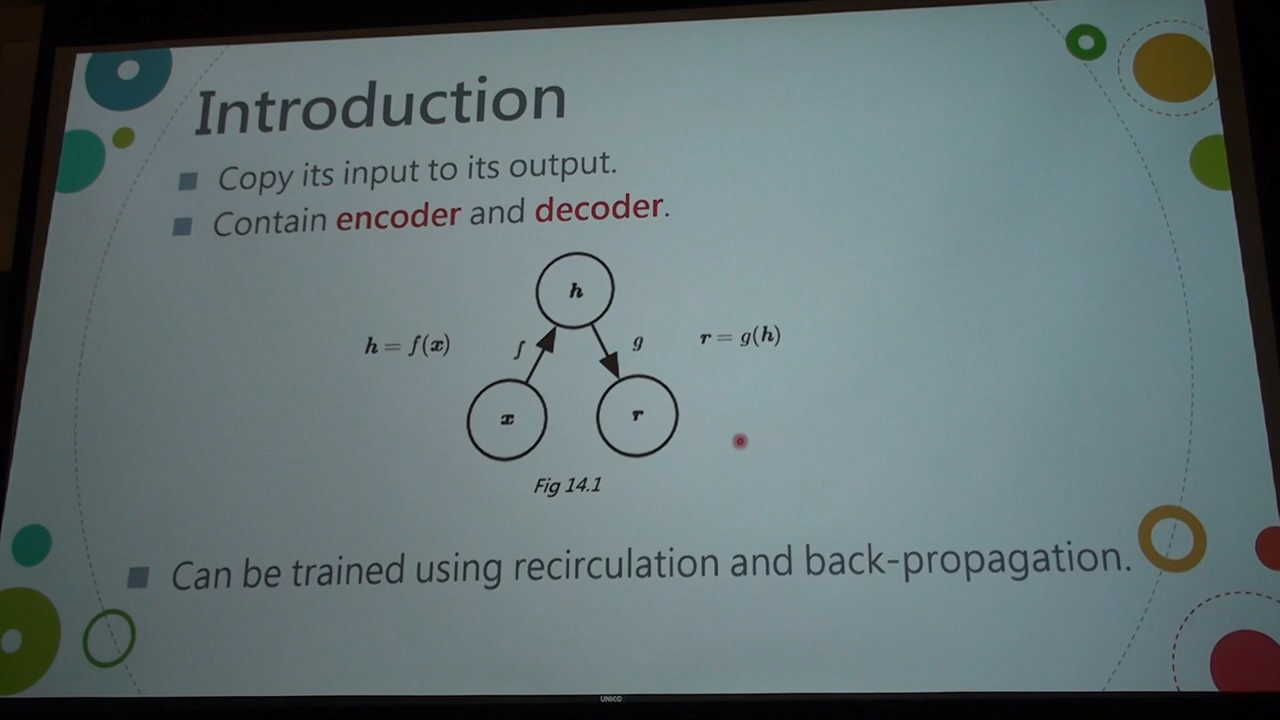 Introduction
Copy its input to its output.
Contain encoder and decoder.
h
h = f(x)
f
g
r = g(h)
x
r
Fig 14.1
Can be trained using recirculation and back-propagation.
UNICO